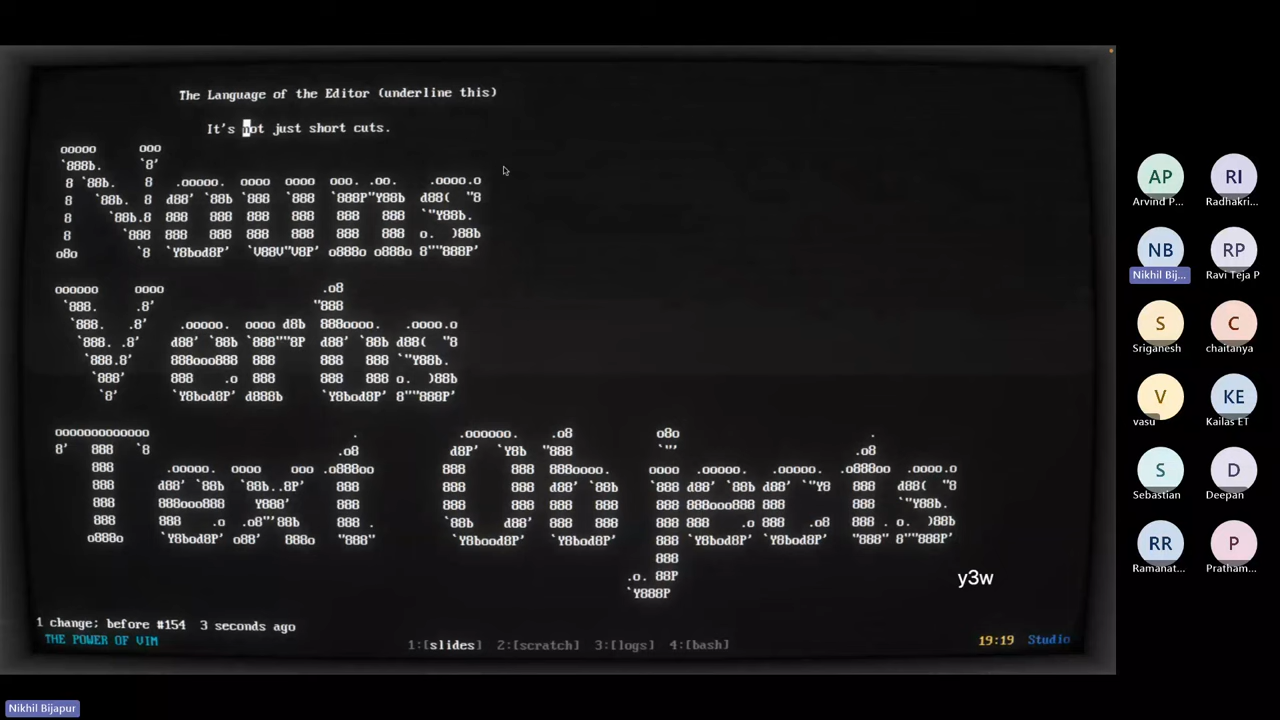 The Language of the Editor (underline this)
It's not just short cuts.
Nouns
Verbs
Text Objects
y3w
1 change; before #154 3 seconds ago
THE POWER OF VIM
1:[slides] 2:[scratch] 3:[logs] 4:[bash]
19:19 Studio
AP
Arvind P...
RI
Radhakri...
NB
Nikhil Bij...
RP
Ravi Teja P
S
Sriganesh
C
chaitanya
V
vasu
KE
Kailas ET
S
Sebastian
D
Deepan
RR
Ramanat...
P
Pratham...
Nikhil Bijapur